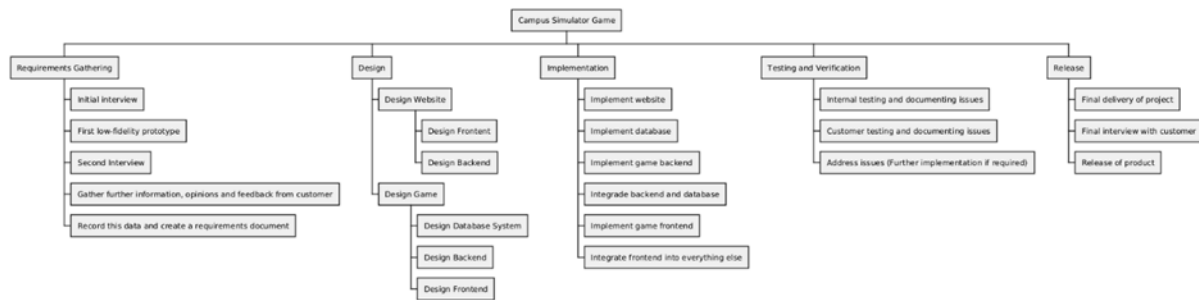 Campus Simulator Game
Requirements Gathering
Initial interview
First low-fidelity prototype
Second Interview
Gather further information, opinions and feedback from customer
Record this data and create a requirements document
Design
Design Website
Design Frontent
Design Backend
Design Game
Design Database System
Design Backend
Design Frontend
Implementation
Implement website
Implement database
Implement game backend
Integrade backend and database
Implement game frontend
Integrate frontend into everything else
Testing and Verification
Internal testing and documenting issues
Customer testing and documenting issues
Address issues (Further implementation if required)
Release
Final delivery of project
Final interview with customer
Release of product